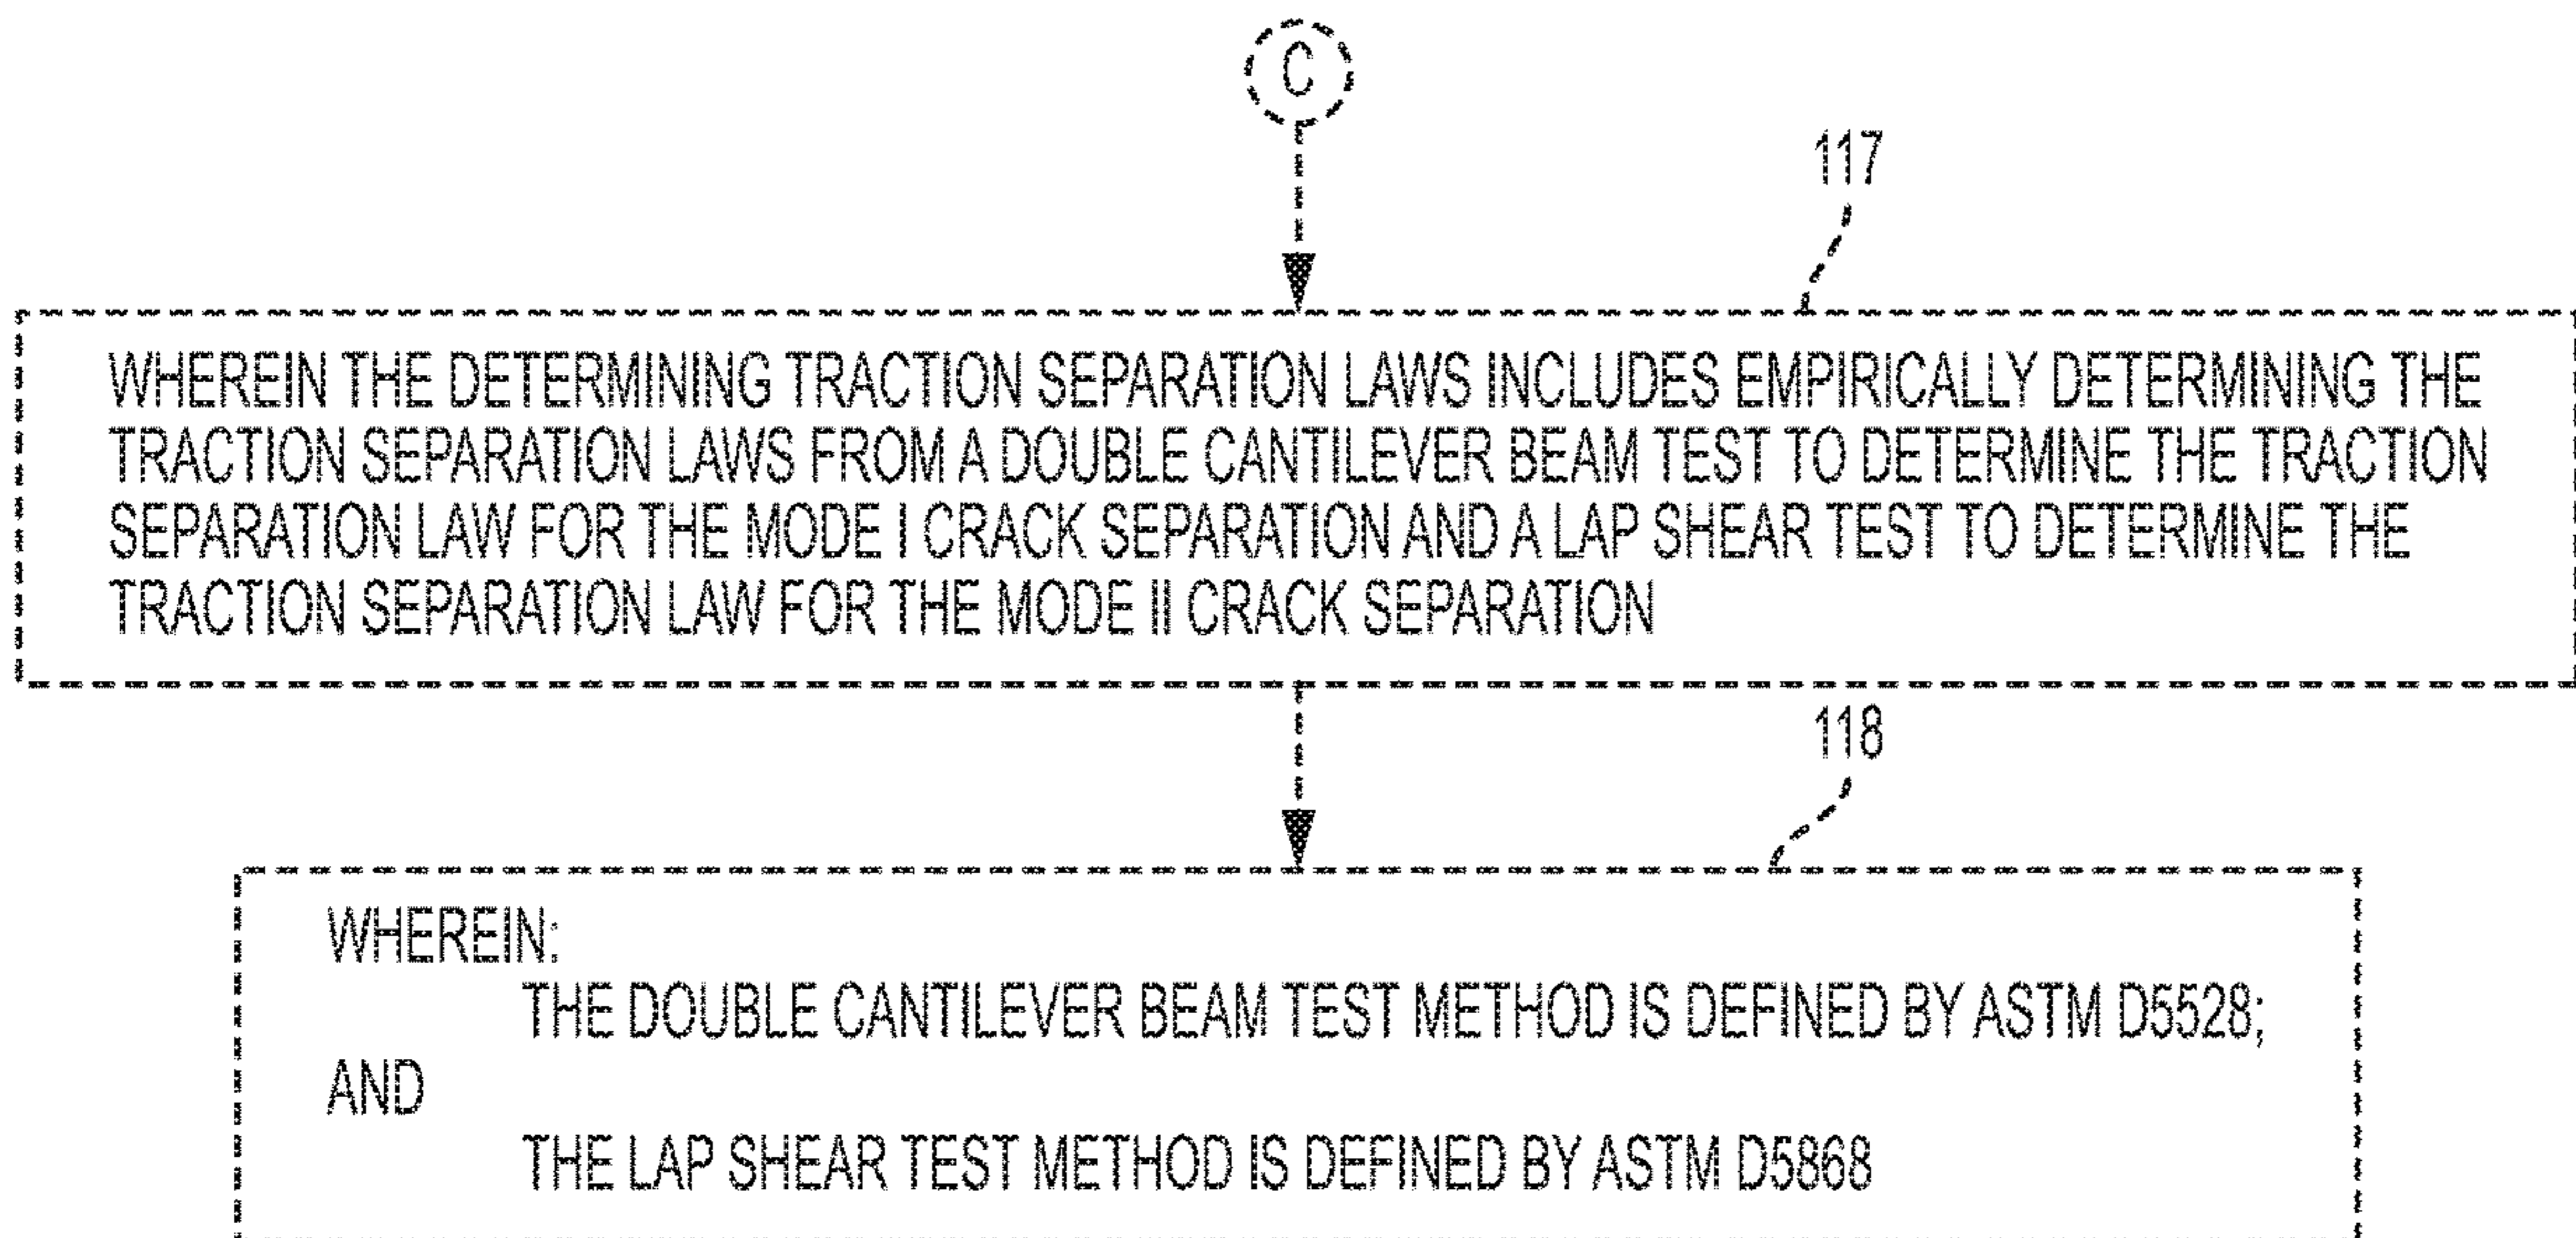 C
117
WHEREIN THE DETERMINING TRACTION SEPARATION LAWS INCLUDES EMPIRICALLY DETERMINING THE
TRACTION SEPARATION LAWS FROM A DOUBLE CANTILEVER BEAM TEST TO DETERMINE THE TRACTION
SEPARATION LAW FOR THE MODE I CRACK SEPARATION AND A LAP SHEAR TEST TO DETERMINE THE
TRACTION SEPARATION LAW FOR THE MODE II CRACK SEPARATION
118
WHEREIN:
THE DOUBLE CANTILEVER BEAM TEST METHOD IS DEFINED BY ASTM D5528;
AND
THE LAP SHEAR TEST METHOD IS DEFINED BY ASTM D5868